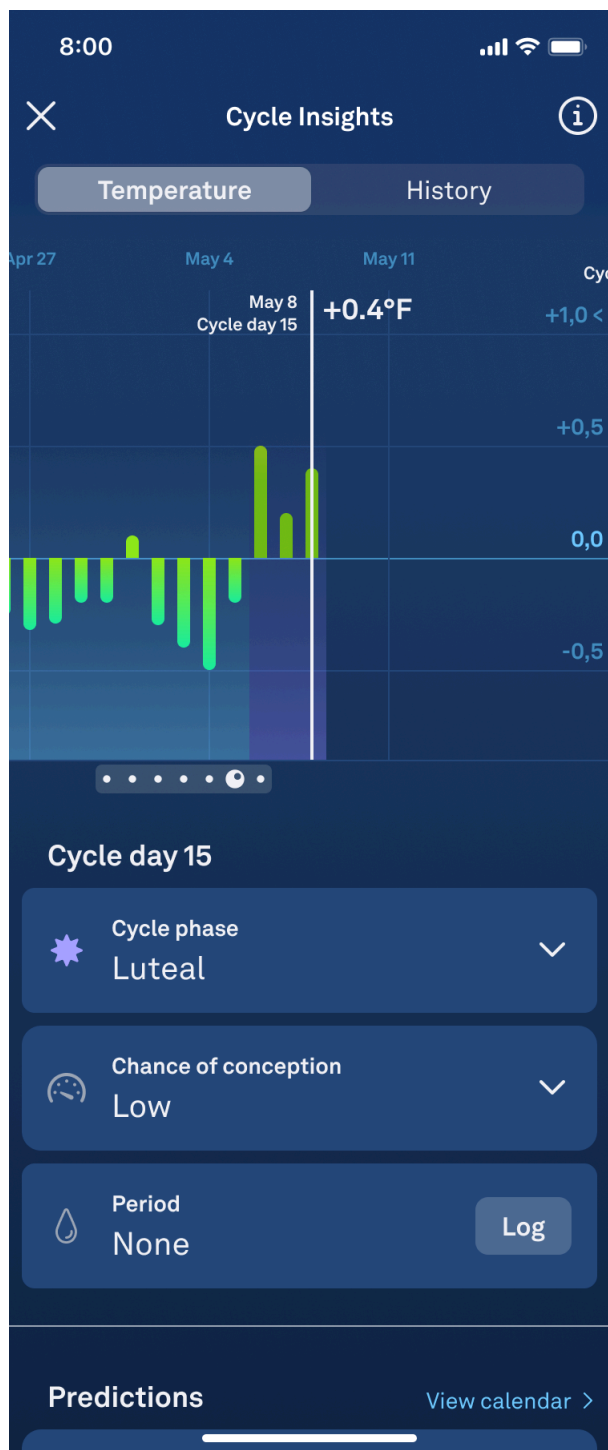 8:00
Cycle Insights
Temperature
History
Apr 27
May 4
May 11
Cyc
May 8
Cycle day 15
+0.4°F
+1,0 <
+0,5
0,0
-0,5
Cycle day 15
Cycle phase
Luteal
Chance of conception
Low
Period
None
Log
Predictions
View calendar >